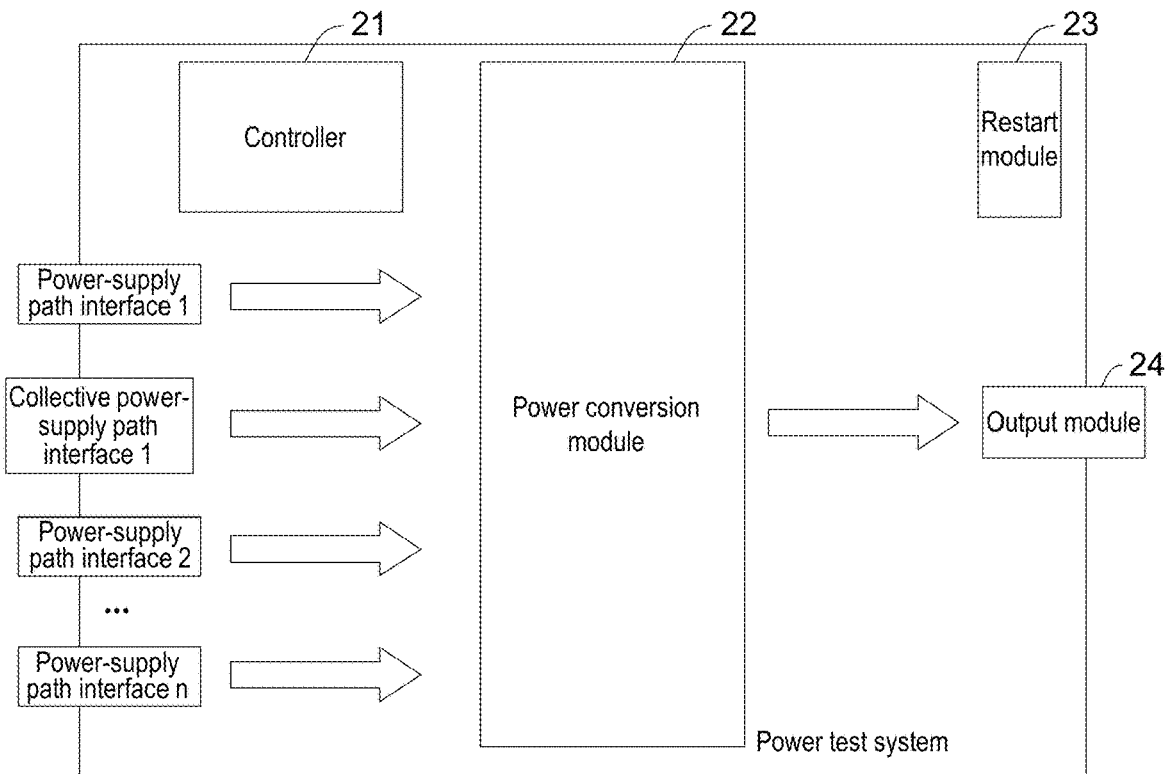 21
22
23
Controller
Restart
module
Power-supply
path interface 1
Collective power-
supply path
interface 1
Power conversion
module
24
Output module
Power-supply
path interface 2
...
Power-supply
path interface n
Power test system